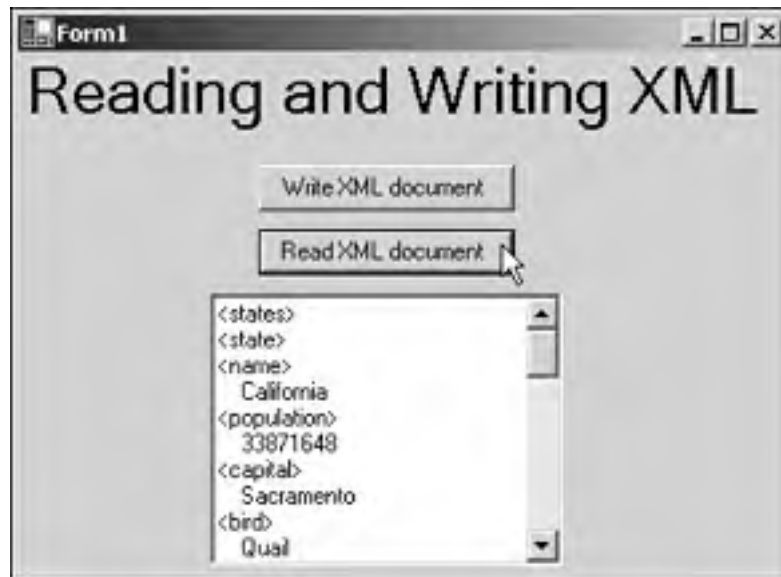 Form1
Reading and Writing XML
Write XML document
Read XML document
<states>
<state>
<name>
California
<population>
33871648
<capital>
Sacramento
<bird>
Quail